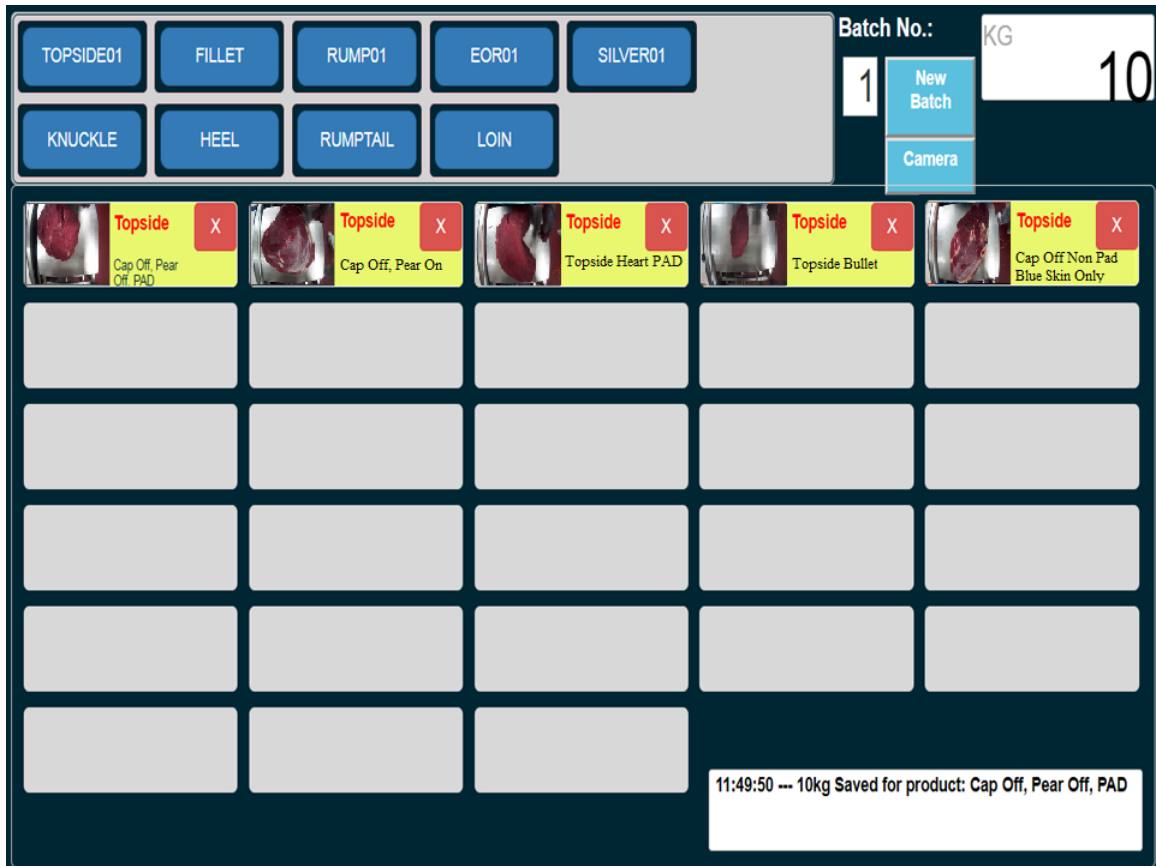 TOPSIDE01
FILLET
RUMP01
EOR01
SILVER01
KNUCKLE
HEEL
RUMPTAIL
LOIN
Batch No.:
1
New
Batch
Camera
KG
10
Topside
X
Cap Off, Pear
Off, PAD
Topside
X
Cap Off, Pear On
Topside
X
Topside Heart PAD
Topside
X
Topside Bullet
Topside
X
Cap Off Non Pad
Blue Skin Only
11:49:50 --- 10kg Saved for product: Cap Off, Pear Off, PAD